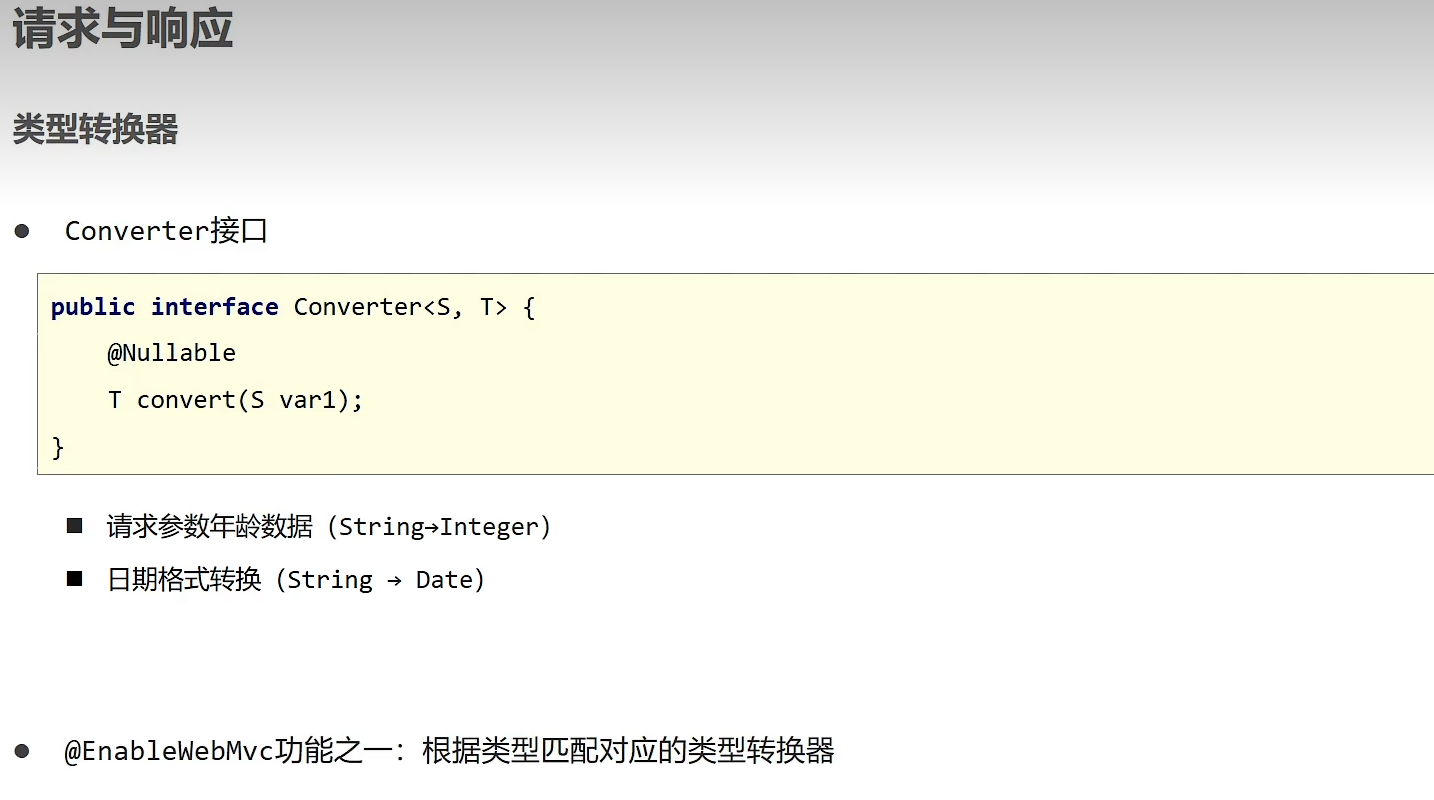 请求与响应
类型转换器
● Converter接口
public interface Converter<S, T> {
    @Nullable
    T convert(S var1);
}
■ 请求参数年龄数据（String→Integer）
■ 日期格式转换（String → Date）
● @EnableWebMvc功能之一：根据类型匹配对应的类型转换器